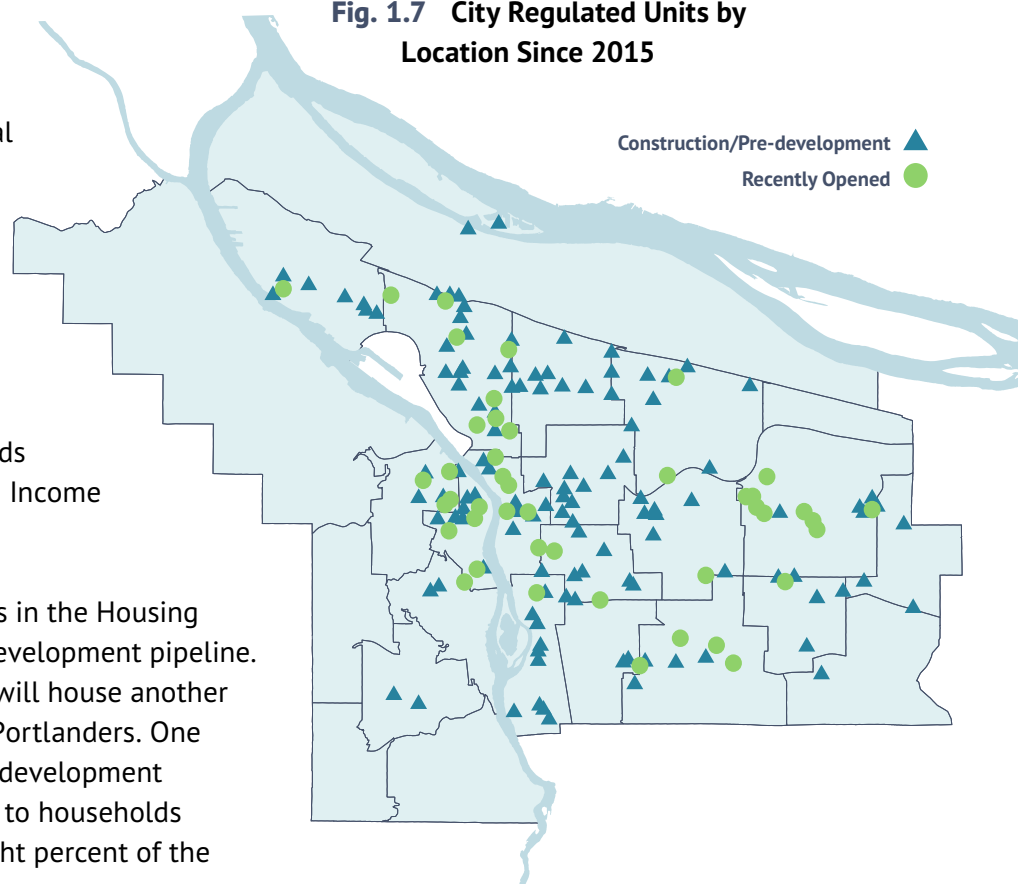 Fig. 1.7 City Regulated Units by
Location Since 2015
Construction/Pre-development
Recently Opened
al
ds
Income
s in the Housing
evelopment pipeline.
will house another
Portlanders. One
development
to households
ht percent of the